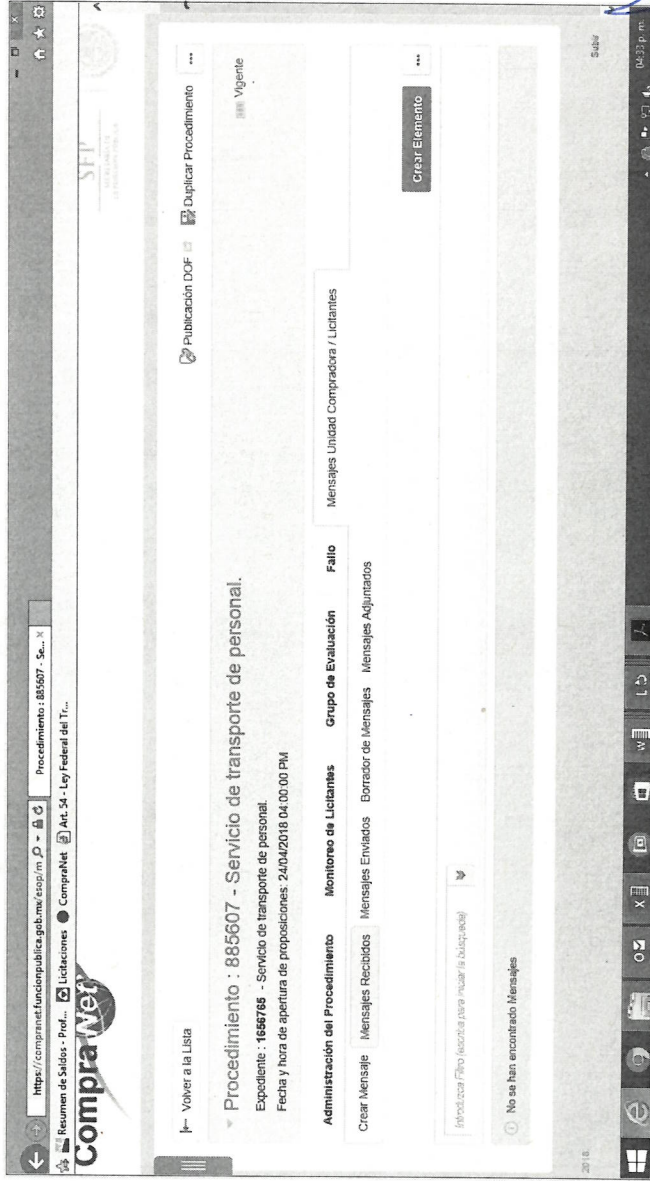 https://compranet.funcionpublica.gob.mx/esop/m
Procedimiento : 885607 - Se...
Resumen de Saldos - Prof...
Licitaciones
CompraNet
Art. 54 - Ley Federal del Tr...
CompraNet
SEP
Volver a la Lista
Publicación DOF
Duplicar Procedimiento
Procedimiento : 885607 - Servicio de transporte de personal.
Vigente
Expediente : 1656765 - Servicio de transporte de personal.
Fecha y hora de apertura de proposiciones: 24/04/2018 04:00:00 PM
Administración del Procedimiento
Monitoreo de Licitantes
Grupo de Evaluación
Fallo
Mensajes Unidad Compradora / Licitantes
Crear Mensaje
Mensajes Recibidos
Mensajes Enviados
Borrador de Mensajes
Mensajes Adjuntados
Crear Elemento
Introduzca Filtro (escriba para iniciar la búsqueda)
No se han encontrado Mensajes
2018.
Subir
04:33 p. m.